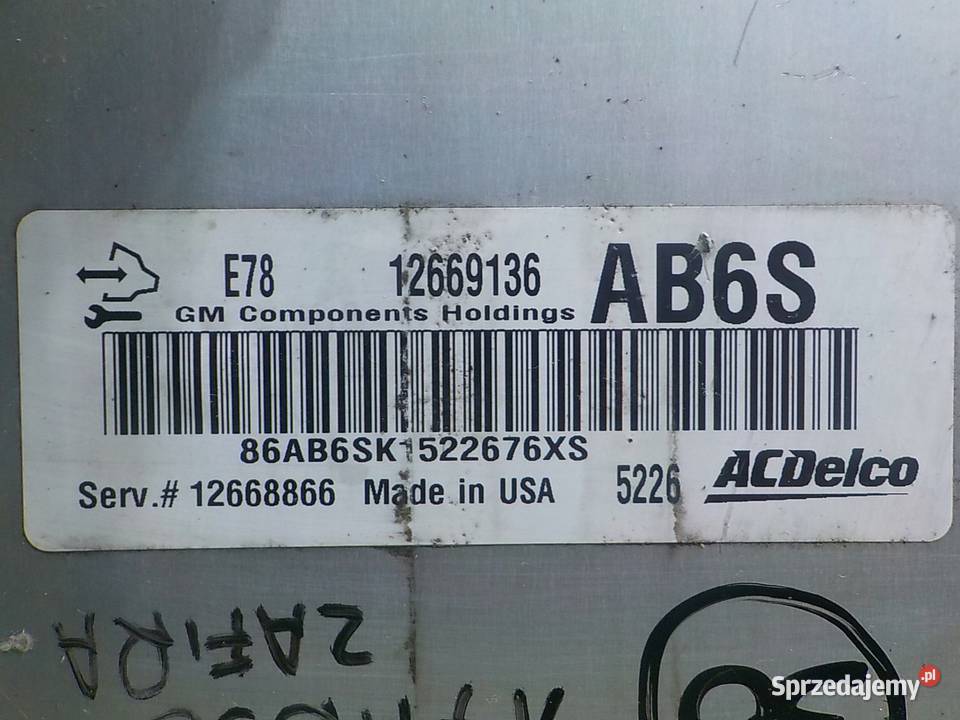 E78 12669136 AB6S
GM Components Holdings
86AB6SK1522676XS
Serv.# 12668866 Made in USA 5226 ACDelco
ZAFIRA
Sprzedajemy.pl